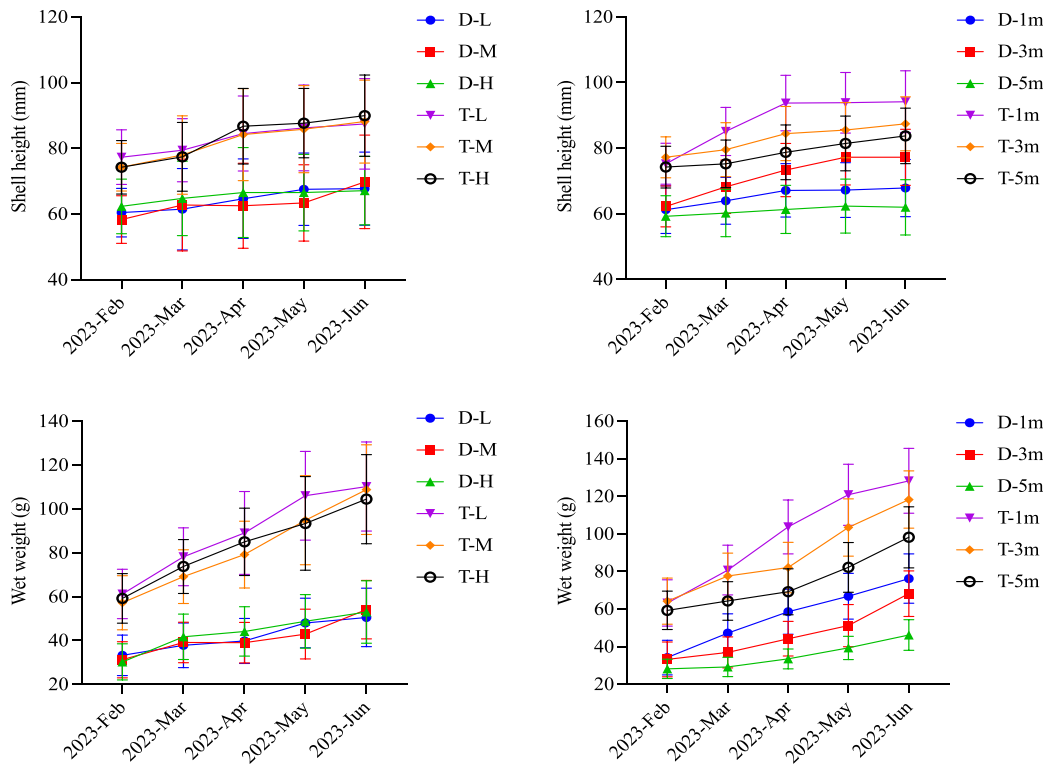 Shell height (mm)
120
100
80
60
40
2023-Feb
2023-Mar
2023-Apr
2023-May
2023-Jun
D-L
D-M
D-H
T-L
T-M
T-H
Shell height (mm)
120
100
80
60
40
2023-Feb
2023-Mar
2023-Apr
2023-May
2023-Jun
D-1m
D-3m
D-5m
T-1m
T-3m
T-5m
Wet weight (g)
140
120
100
80
60
40
20
2023-Feb
2023-Mar
2023-Apr
2023-May
2023-Jun
D-L
D-M
D-H
T-L
T-M
T-H
Wet weight (g)
160
140
120
100
80
60
40
20
2023-Feb
2023-Mar
2023-Apr
2023-May
2023-Jun
D-1m
D-3m
D-5m
T-1m
T-3m
T-5m